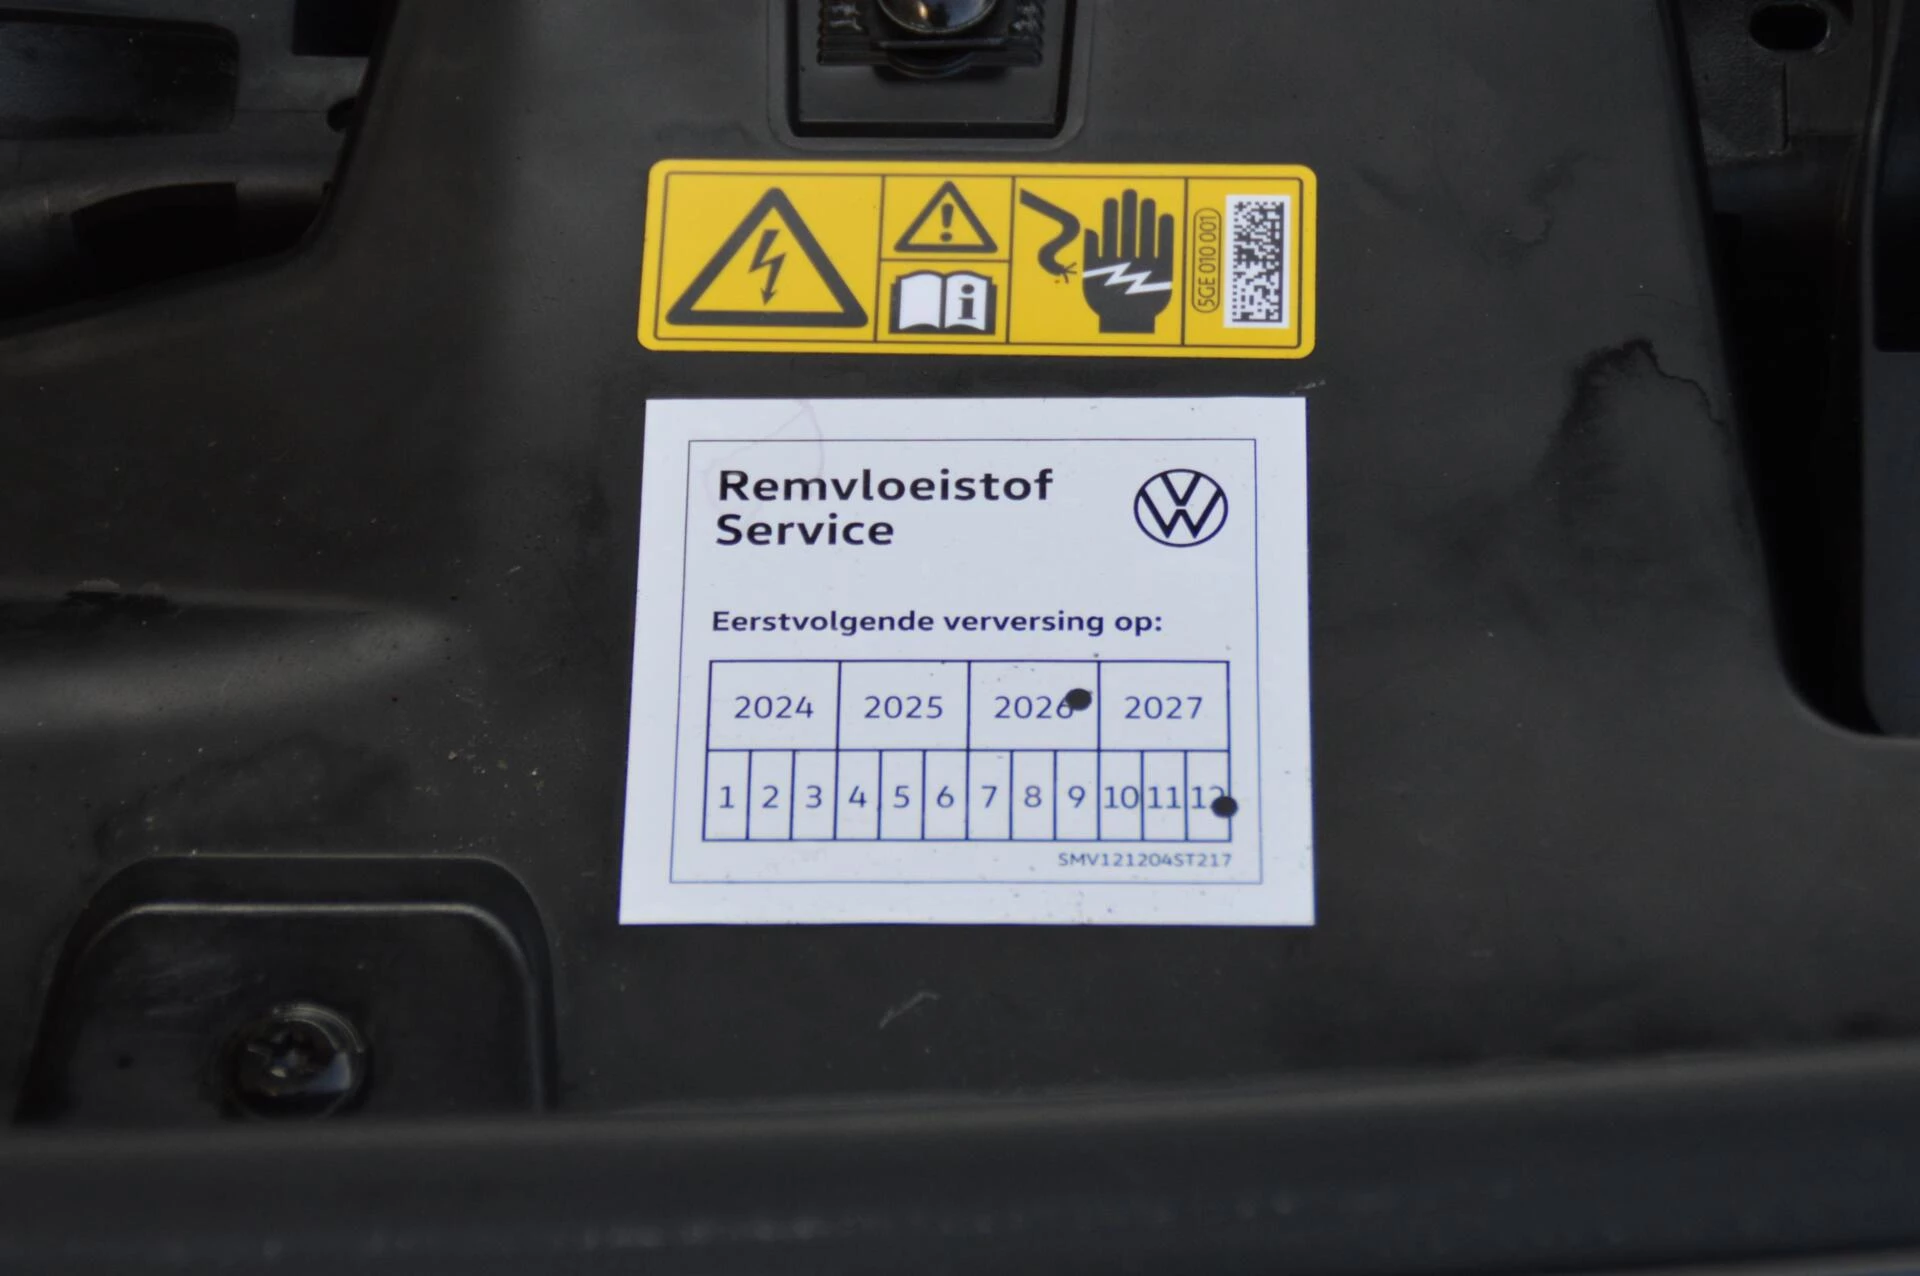 5GE 010 001
Remvloeistof
Service
Eerstvolgende verversing op:
2024 2025 2026 2027
1 2 3 4 5 6 7 8 9 10 11 12
SMV121204ST217